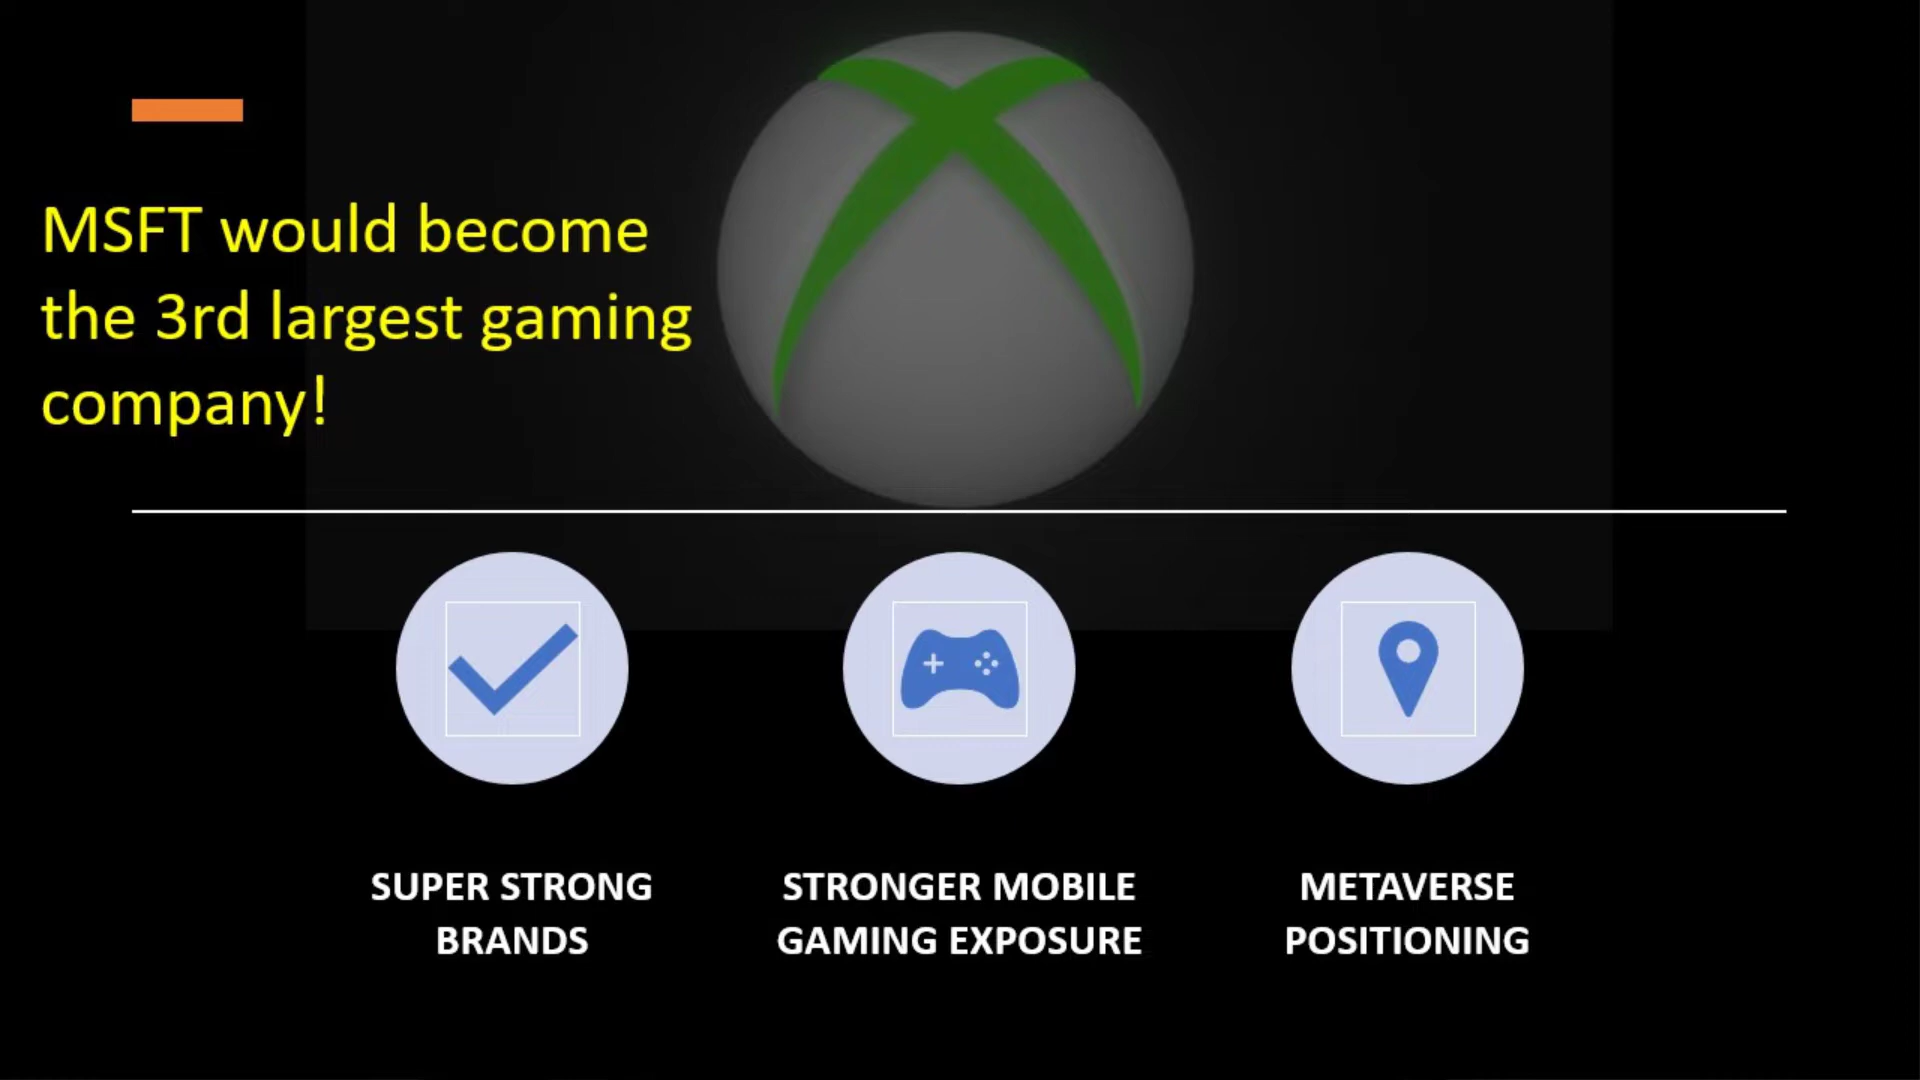 MSFT would become
the 3rd largest gaming
company!
SUPER STRONG
BRANDS
STRONGER MOBILE
GAMING EXPOSURE
METAVERSE
POSITIONING